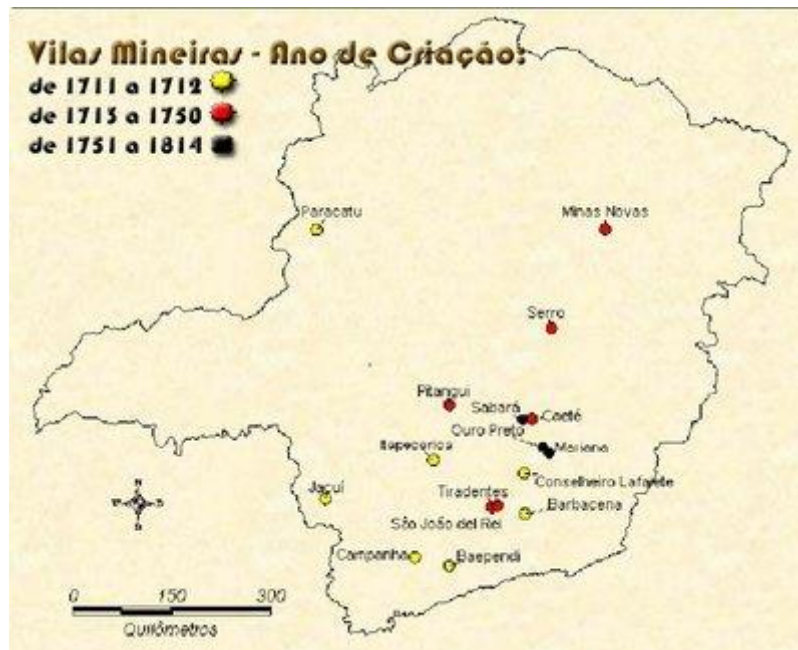 Vilas Mineiras - Ano de Criação:
de 1711 a 1712
de 1713 a 1750
de 1751 a 1814
Paracatu
Minas Novas
Serro
Pitangui
Sabará
Caeté
Ouro Preto
Mariana
Itapecerica
Conselheiro Lafaiete
Jacuí
Tiradentes
Barbacena
São João del Rei
Campanha
Baependi
N
S
0 150 300
Quilômetros